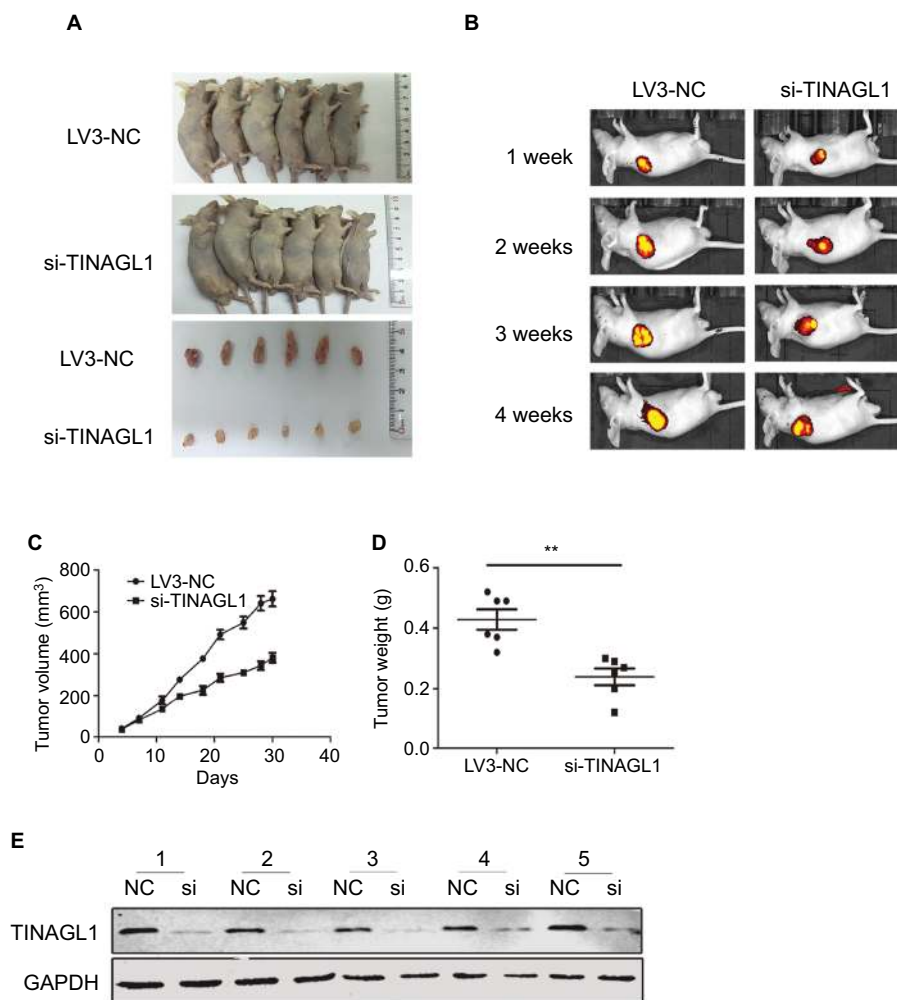 A
LV3-NC
si-TINAGL1
LV3-NC
si-TINAGL1
B
LV3-NC si-TINAGL1
1 week
2 weeks
3 weeks
4 weeks
C
Tumor volume (mm³)
800
600
400
200
0
LV3-NC
si-TINAGL1
0 10 20 30 40
Days
D
**
Tumor weight (g)
0.6
0.4
0.2
0.0
LV3-NC si-TINAGL1
E
1 2 3 4 5
NC si NC si NC si NC si NC si
TINAGL1
GAPDH